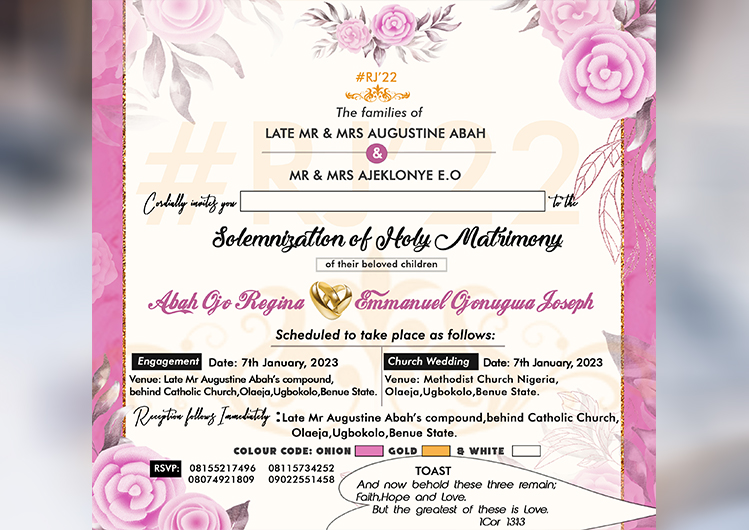 #RJ'22
The families of
LATE MR & MRS AUGUSTINE ABAH
&
MR & MRS AJEKLONYE E.O
Cordially invites you to the
Solemnization of Holy Matrimony
of their beloved children
Abah Ojo Regina Emmanuel Ojonugwa Joseph
Scheduled to take place as follows:
Engagement Date: 7th January, 2023
Venue: Late Mr Augustine Abah's compound,
behind Catholic Church,Olaeja,Ugbokolo,Benue State.
Church Wedding Date: 7th January, 2023
Venue: Methodist Church Nigeria,
Olaeja,Ugbokolo,Benue State.
Reception follows Immediately :Late Mr Augustine Abah's compound,behind Catholic Church,
Olaeja,Ugbokolo,Benue State.
COLOUR CODE: ONION GOLD & WHITE
RSVP: 08155217496 08115734252
08074921809 09022551458
TOAST
And now behold these three remain;
Faith,Hope and Love.
But the greatest of these is Love.
1Cor 1313
#RJ'22